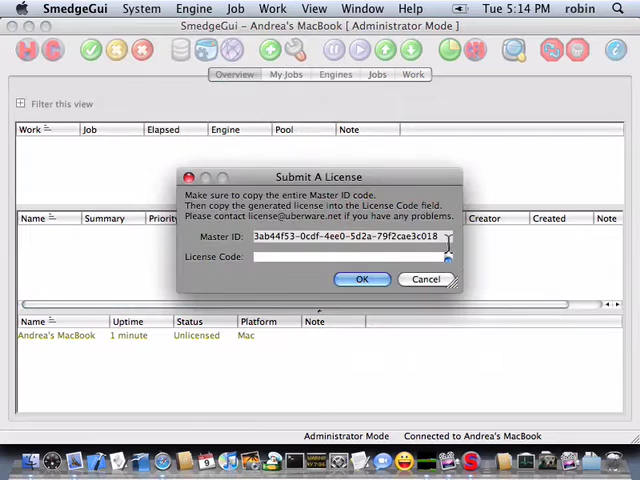 SmedgeGui System Engine Job View Window Help Tue 5:14 PM robin
SmedgeGui - Andrea's MacBook [ Administrator Mode ]
Overview My Jobs Engines Jobs Work
Filter this view
Work Job Elapsed Engine Pool Note
Submit A License
Make sure to copy the entire Master ID code.
Then copy the generated license into the License Code field.
Please contact license@uberware.net if you have any problems.
Master ID: 3ab44f53-0cdf-4ee0-5d2a-79f2cae3c018
License Code:
OK Cancel
Name Summary Priority Creator Created Note
Name Uptime Status Platform Note
Andrea's MacBook 1 minute Unlicensed Mac
Administrator Mode Connected to Andrea's MacBook